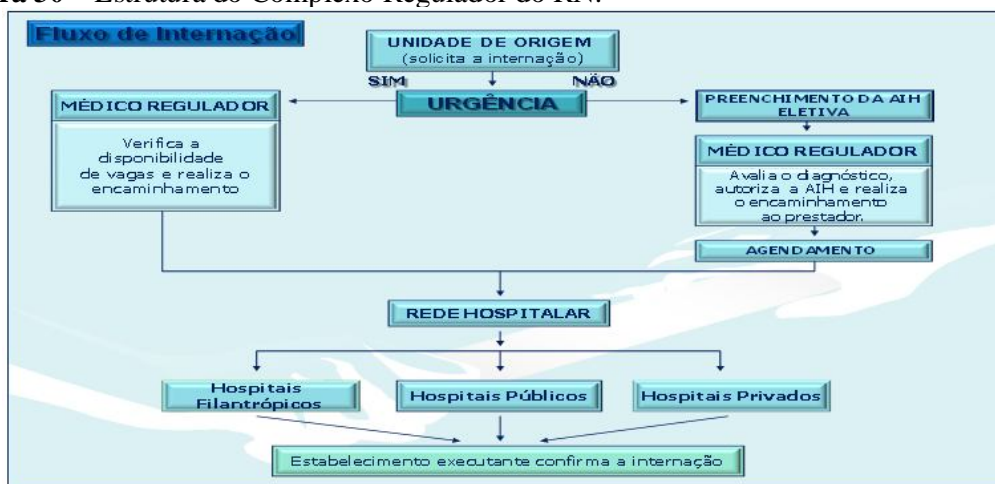 Estrutura do Complexo Regulador do RN.
Fluxo de Internação
UNIDADE DE ORIGEM
(solicita a internação)
SIM
NÃO
URGÊNCIA
MÉDICO REGULADOR
Verifica a
disponibilidade
de vagas e realiza o
encaminhamento
PREENCHIMENTO DA AIH
ELETIVA
MÉDICO REGULADOR
Avalia o diagnóstico,
autoriza a AIH e realiza
o encaminhamento
ao prestador.
AGENDAMENTO
REDE HOSPITALAR
Hospitais
Filantrópicos
Hospitais Públicos
Hospitais Privados
Estabelecimento executante confirma a internação